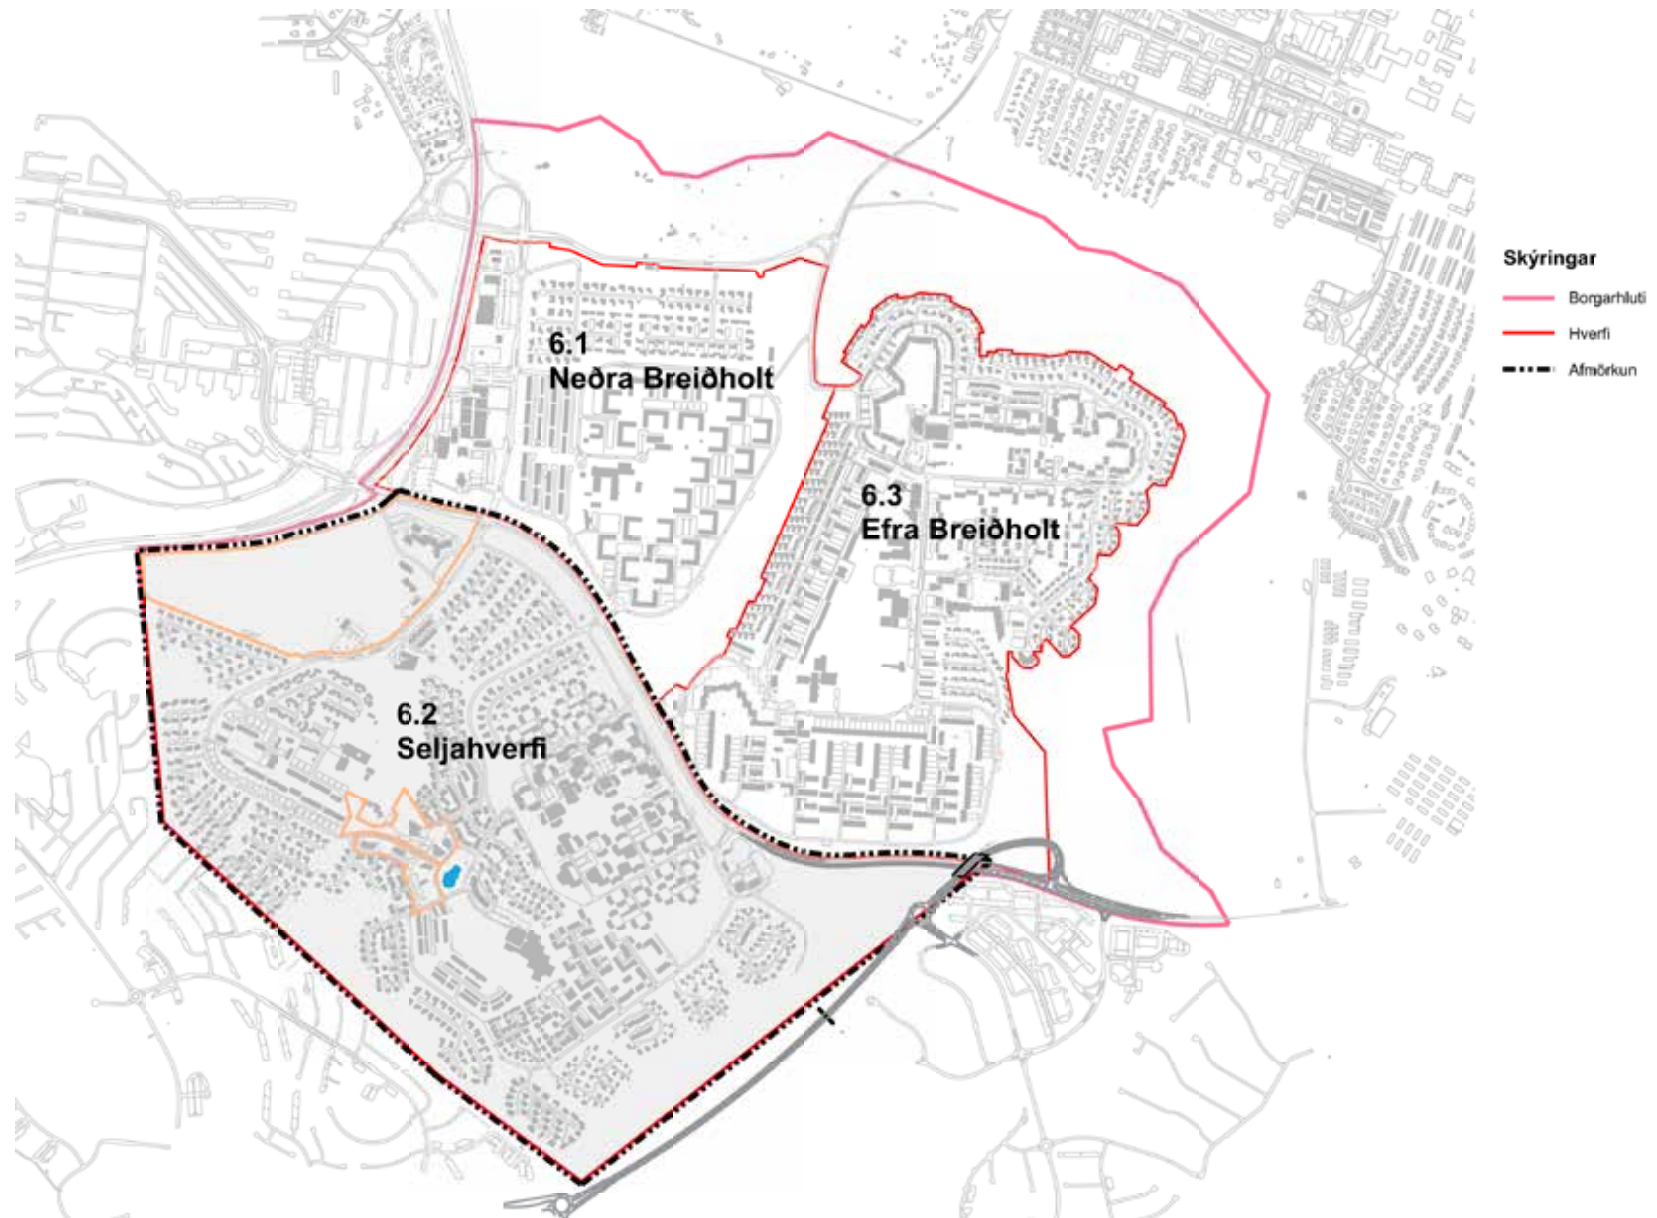 6.1
Neðra Breiðholt
6.3
Efra Breiðholt
6.2
Seljahverfi
Skýringar
Borgarhluti
Hverfi
Afmörkun